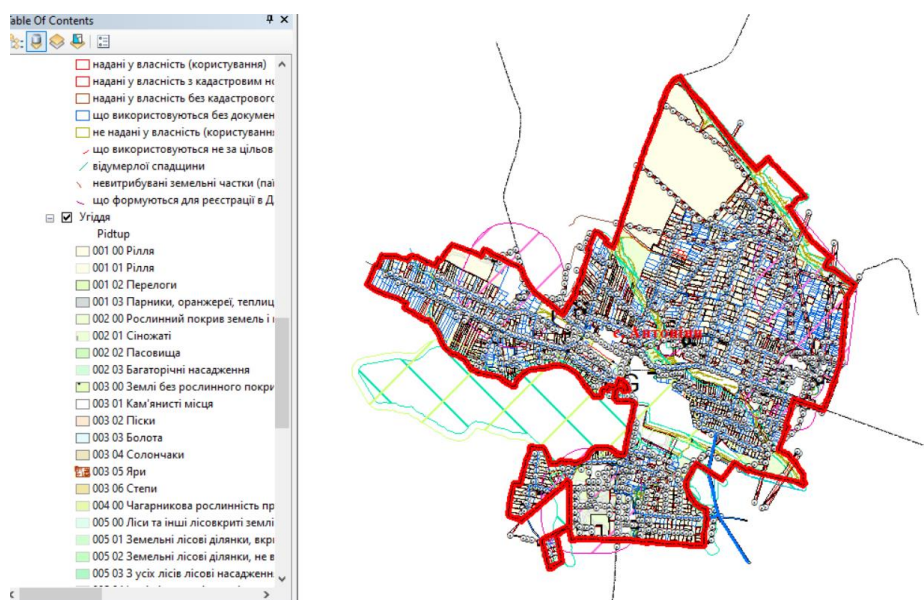 Table Of Contents
надані у власність (користування)
надані у власність з кадастровим но
надані у власність без кадастрового
що використовуються без докумен
не надані у власність (користуванн
що використовуються не за цільов
відумерлої спадщини
невитрибувані земельні частки (паї
що формуються для реєстрації в Д
Угіддя
Pidtup
001 00 Рілля
001 01 Рілля
001 02 Перелоги
001 03 Парники, оранжереї, теплиц
002 00 Рослинний покрив земель і
002 01 Сіножаті
002 02 Пасовища
002 03 Багаторічні насадження
003 00 Землі без рослинного покри
003 01 Кам'янисті місця
003 02 Піски
003 03 Болота
003 04 Солончаки
003 05 Яри
003 06 Степи
004 00 Чагарникова рослинність пр
005 00 Ліси та інші лісовкриті землі
005 01 Земельні лісові ділянки, вкри
005 02 Земельні лісові ділянки, не в
005 03 З усіх лісів лісові насадженн
с. Антоніни